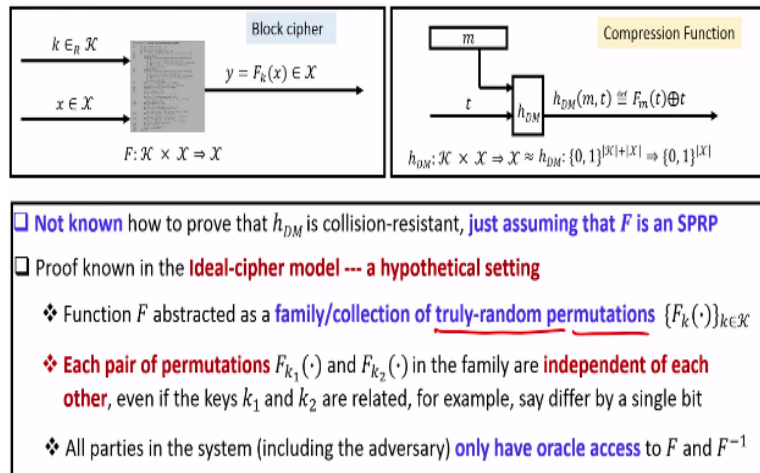 Block cipher
k ∈_R 𝒦
x ∈ 𝒳
y = F_k(x) ∈ 𝒳
F: 𝒦 × 𝒳 ⇒ 𝒳
Compression Function
m
t
h_DM
h_DM(m, t) ≝ F_m(t)⊕t
h_DM: 𝒦 × 𝒳 ⇒ 𝒳 ≈ h_DM: {0, 1}^{|𝒦|+|𝒳|} ⇒ {0, 1}^{|𝒳|}
❑ Not known how to prove that h_DM is collision-resistant, just assuming that F is an SPRP
❑ Proof known in the Ideal-cipher model --- a hypothetical setting
❖ Function F abstracted as a family/collection of truly-random permutations {F_k(·)}_{k∈𝒦}
❖ Each pair of permutations F_{k_1}(·) and F_{k_2}(·) in the family are independent of each
other, even if the keys k_1 and k_2 are related, for example, say differ by a single bit
❖ All parties in the system (including the adversary) only have oracle access to F and F^{-1}